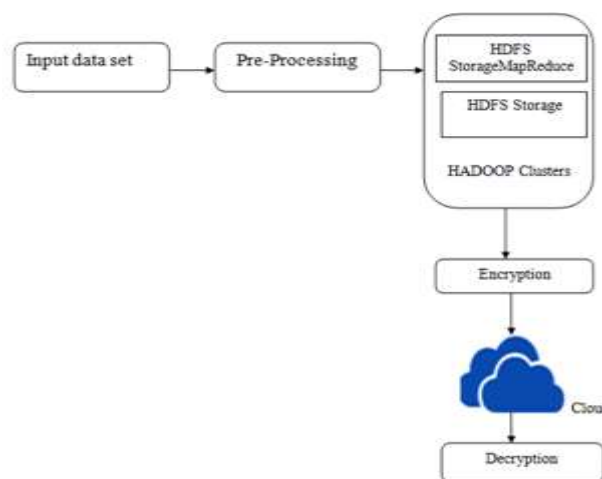 Input data set
Pre-Processing
HDFS
StorageMapReduce
HDFS Storage
HADOOP Clusters
Encryption
Clou
Decryption